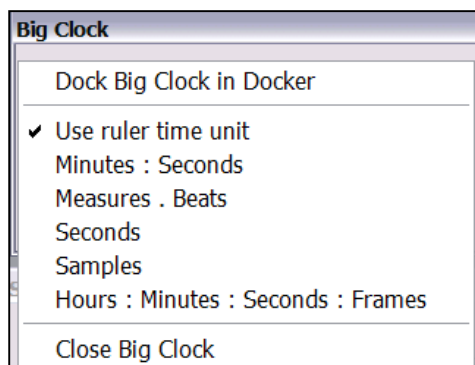 Big Clock
Dock Big Clock in Docker
Use ruler time unit
Minutes : Seconds
Measures . Beats
Seconds
Samples
Hours : Minutes : Seconds : Frames
Close Big Clock